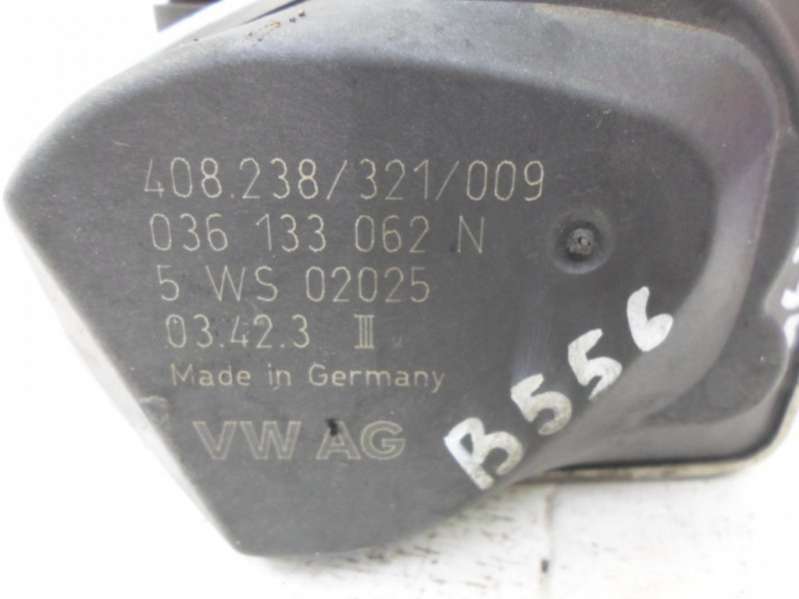 408.238/321/009
036 133 062 N
5 WS 02025
03.42.3 III
Made in Germany
VW AG
B556